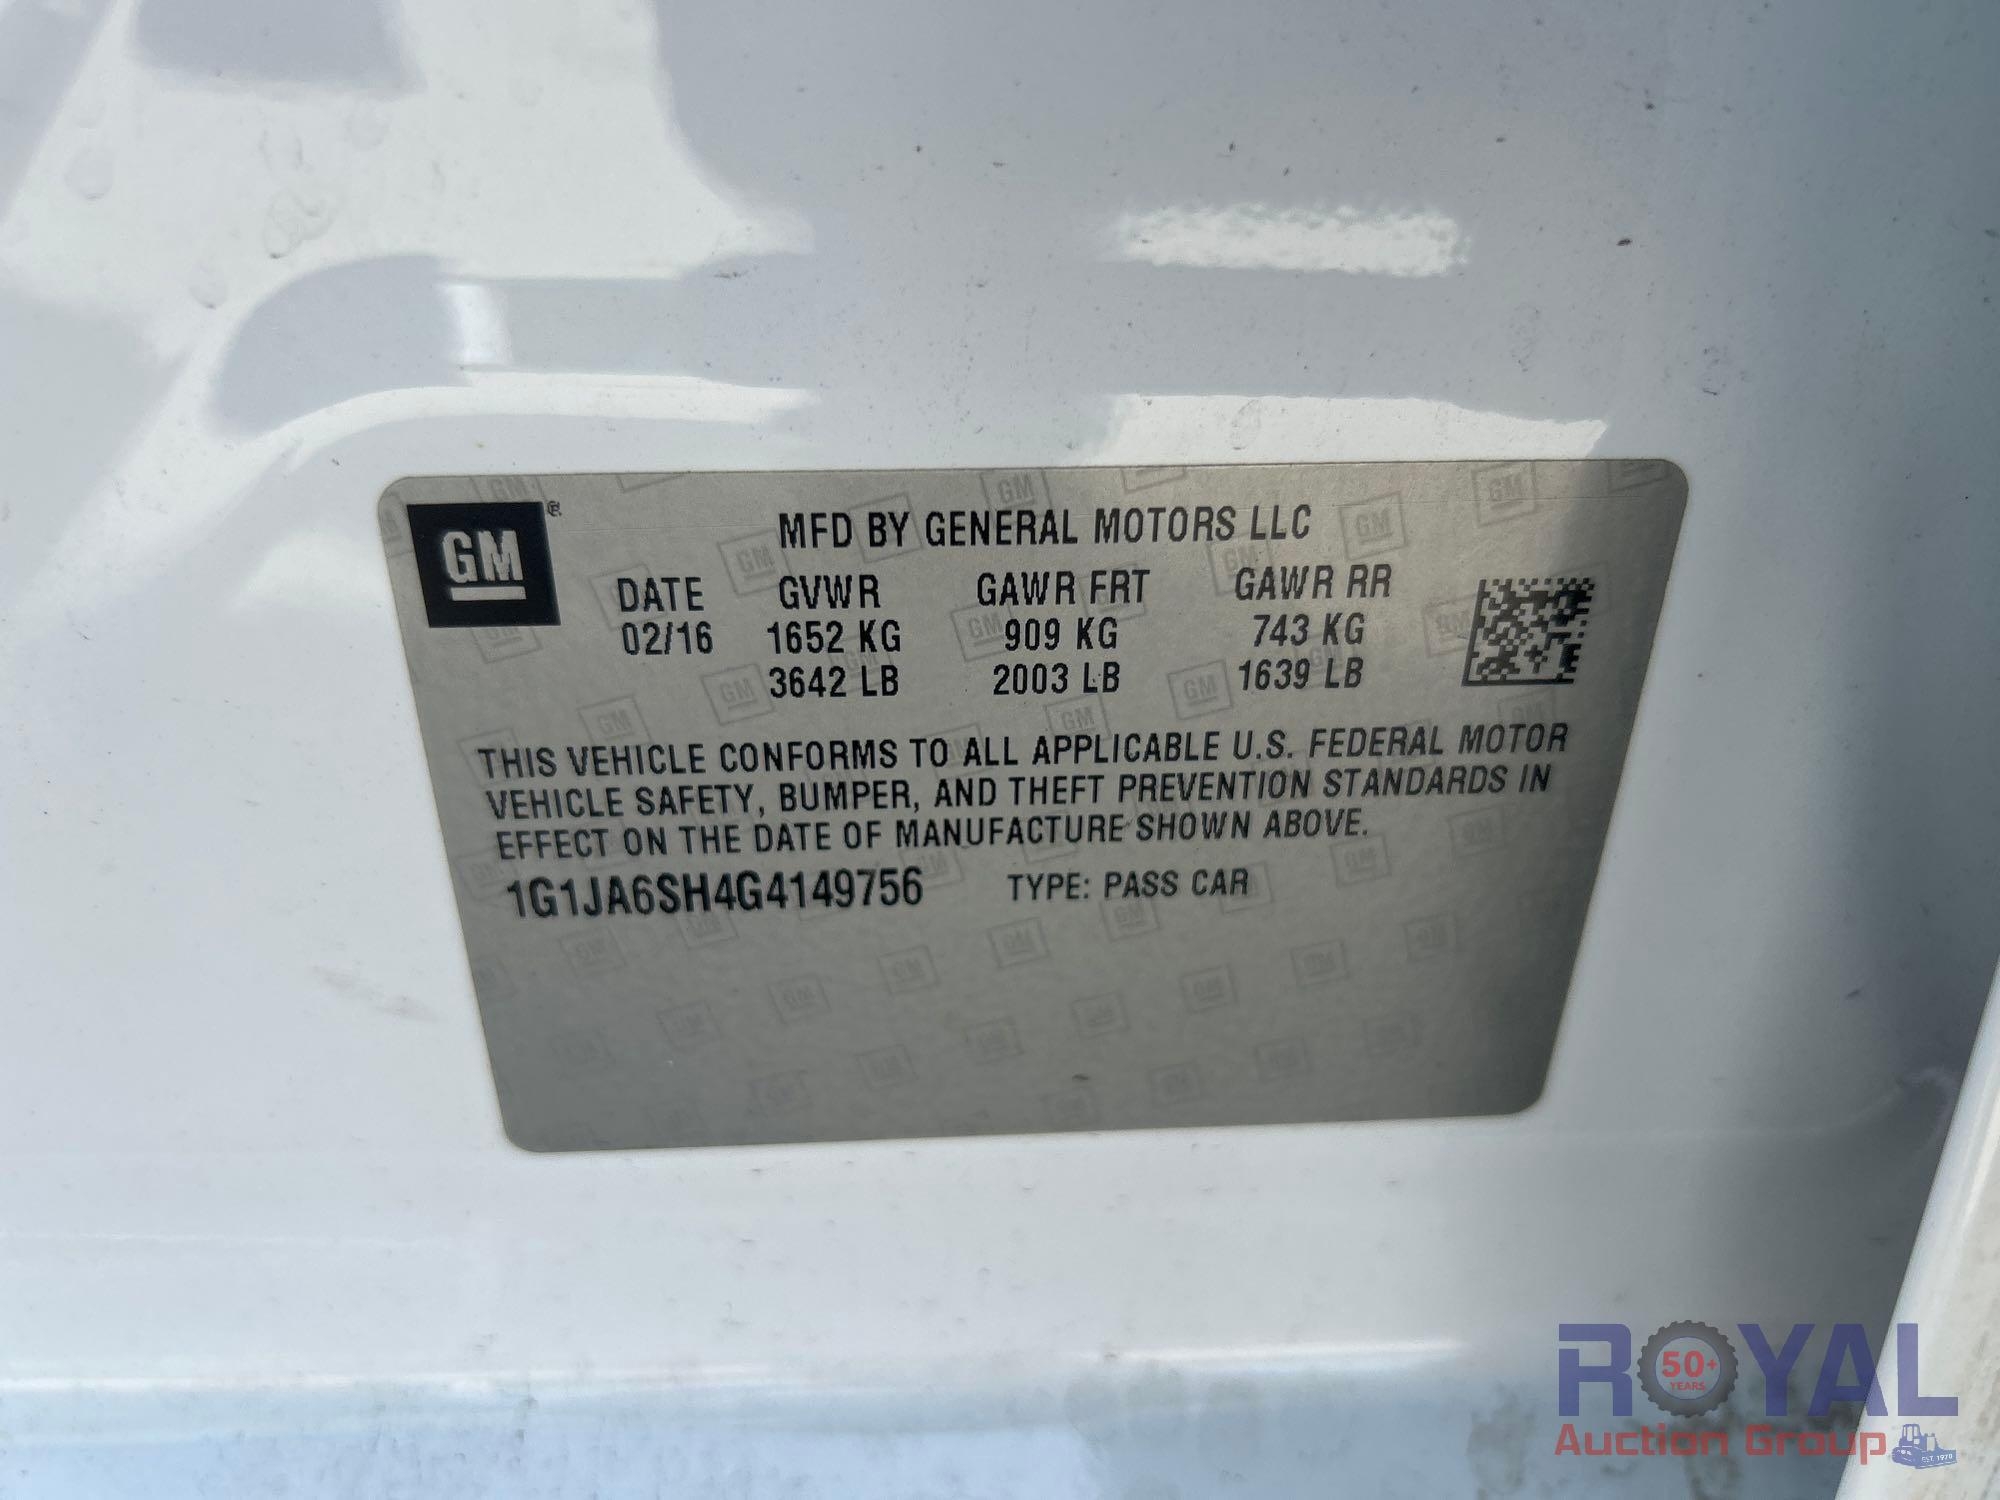 GM
MFD BY GENERAL MOTORS LLC
DATE GVWR GAWR FRT GAWR RR
02/16 1652 KG 909 KG 743 KG
3642 LB 2003 LB 1639 LB
THIS VEHICLE CONFORMS TO ALL APPLICABLE U.S. FEDERAL MOTOR
VEHICLE SAFETY, BUMPER, AND THEFT PREVENTION STANDARDS IN
EFFECT ON THE DATE OF MANUFACTURE SHOWN ABOVE.
1G1JA6SH4G4149756 TYPE: PASS CAR
ROYAL
50+
YEARS
Auction Group
EST. 1970